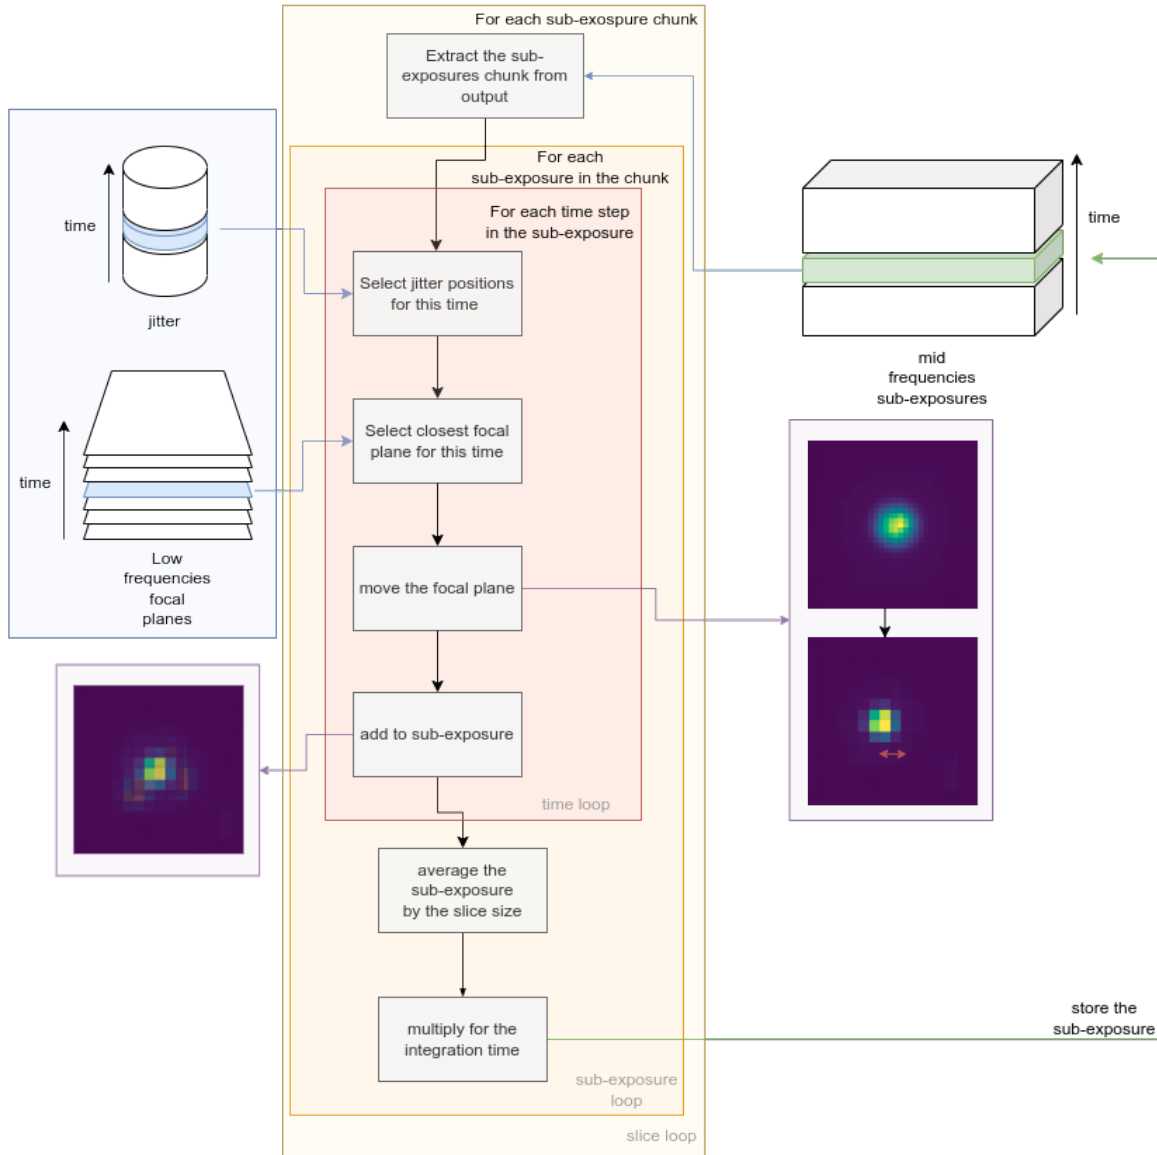 For each sub-exospure chunk
Extract the sub-
exposures chunk from
output
For each
sub-exposure in the chunk
For each time step
in the sub-exposure
time
jitter
Select jitter positions
for this time
time
mid
frequencies
sub-exposures
Select closest focal
plane for this time
time
Low
frequencies
focal
planes
move the focal plane
add to sub-exposure
time loop
average the
sub-exposure
by the slice size
multiply for the
integration time
store the
sub-exposure
sub-exposure
loop
slice loop